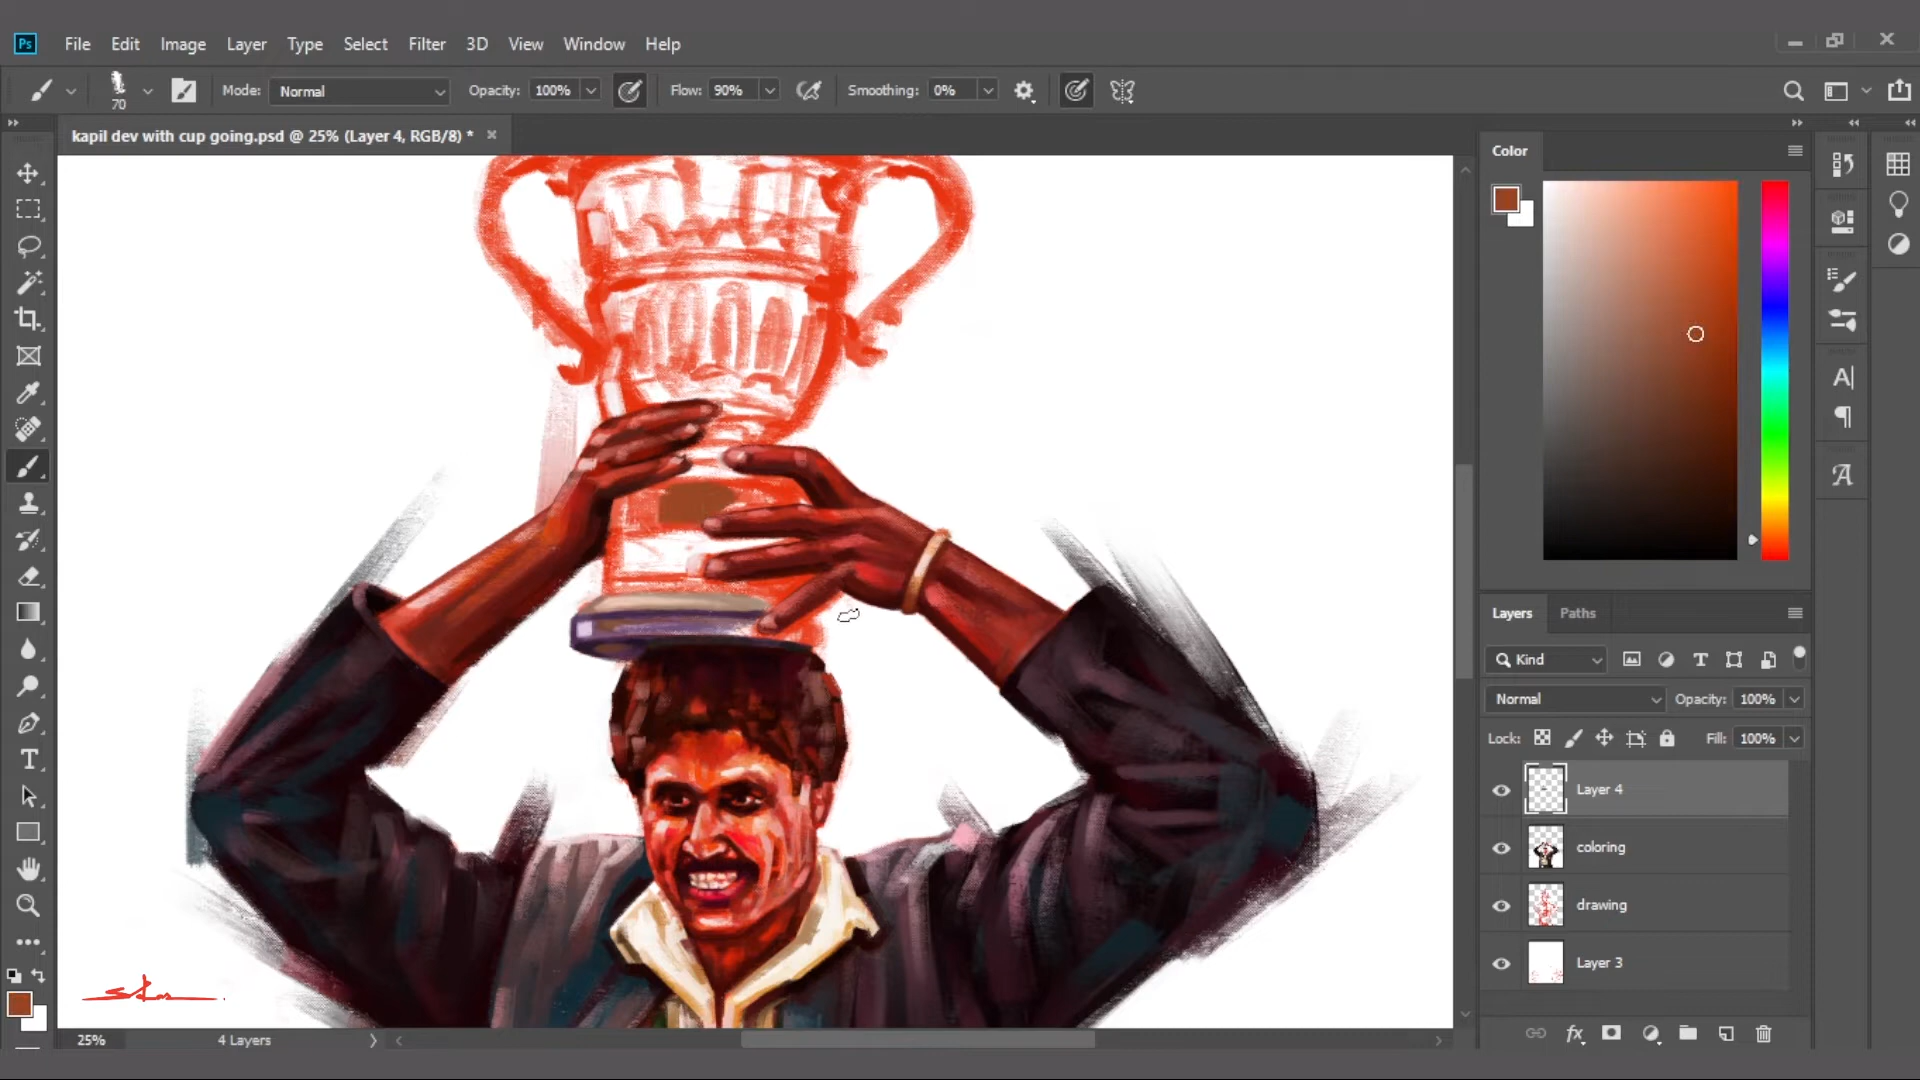 Ps File Edit Image Layer Type Select Filter 3D View Window Help
70 Mode: Normal Opacity: 100% Flow: 90% Smoothing: 0%
kapil dev with cup going.psd @ 25% (Layer 4, RGB/8) *
Color
Layers Paths
Kind
Normal Opacity: 100%
Lock: Fill: 100%
Layer 4
coloring
drawing
Layer 3
fx
25% 4 Layers